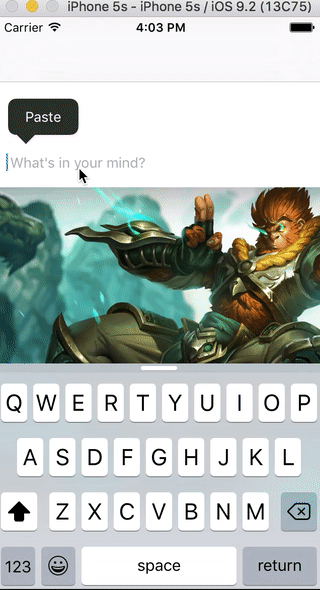 iPhone 5s - iPhone 5s / iOS 9.2 (13C75)
Carrier 4:03 PM
Paste
What's in your mind?
Q W E R T Y U I O P
A S D F G H J K L
Z X C V B N M
123 space return